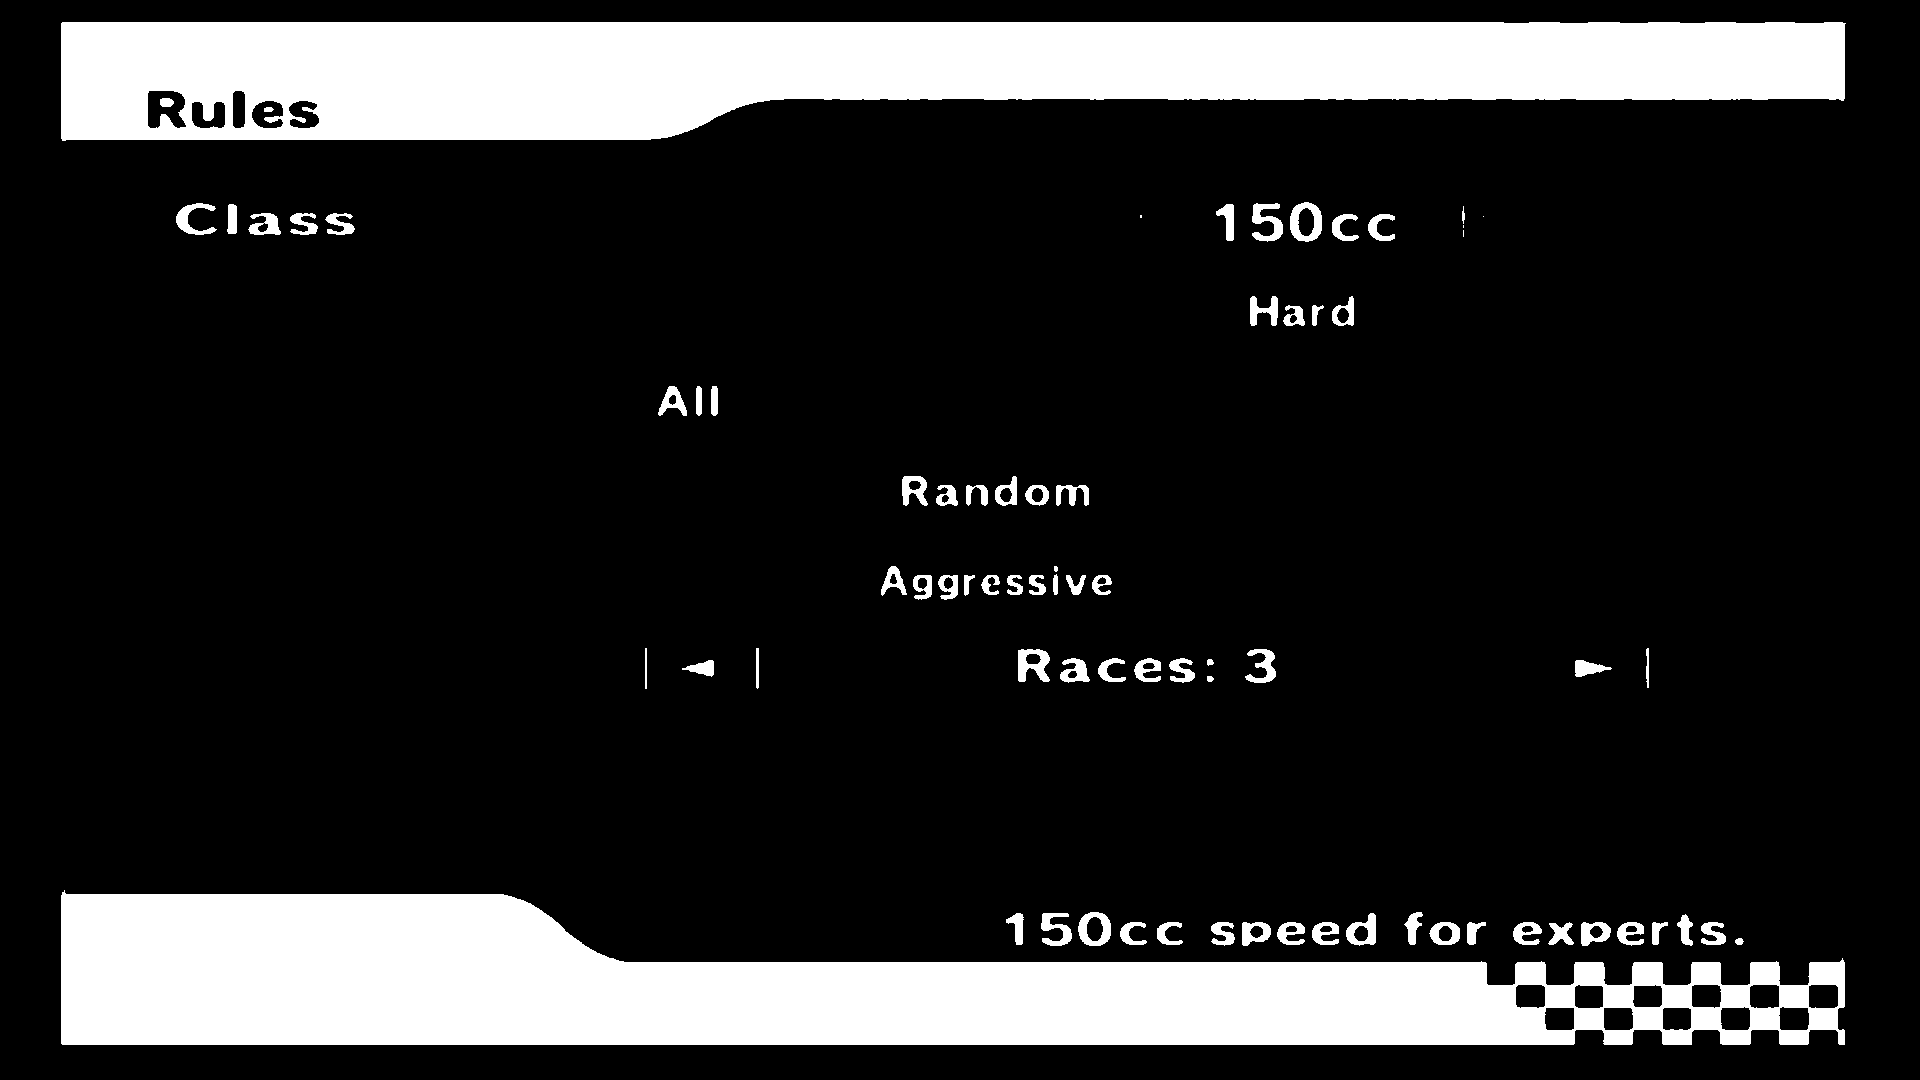 Rules
Class 150cc
Hard
All
Random
Aggressive
Races: 3
150cc speed for experts.